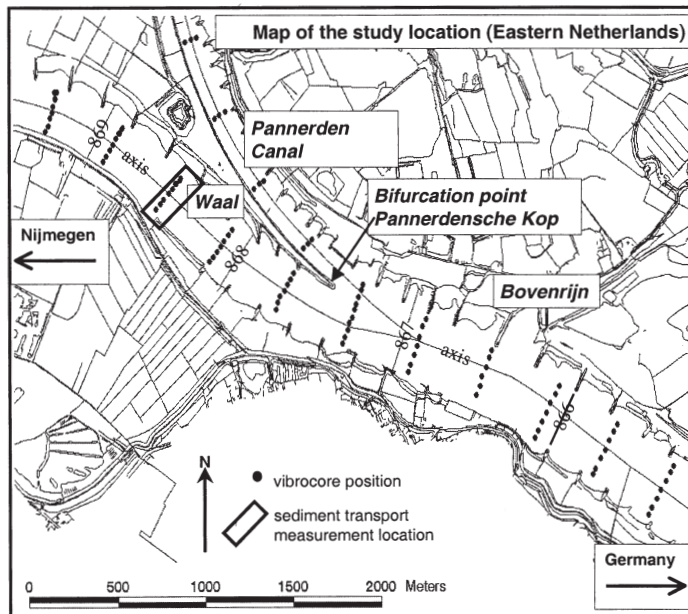 Map of the study location (Eastern Netherlands)
Pannerden
Canal
869
axis
Waal
Bifurcation point
Pannerdensche Kop
Nijmegen
868
Bovenrijn
867
axis
866
N
vibrocore position
sediment transport
measurement location
Germany
0 500 1000 1500 2000 Meters